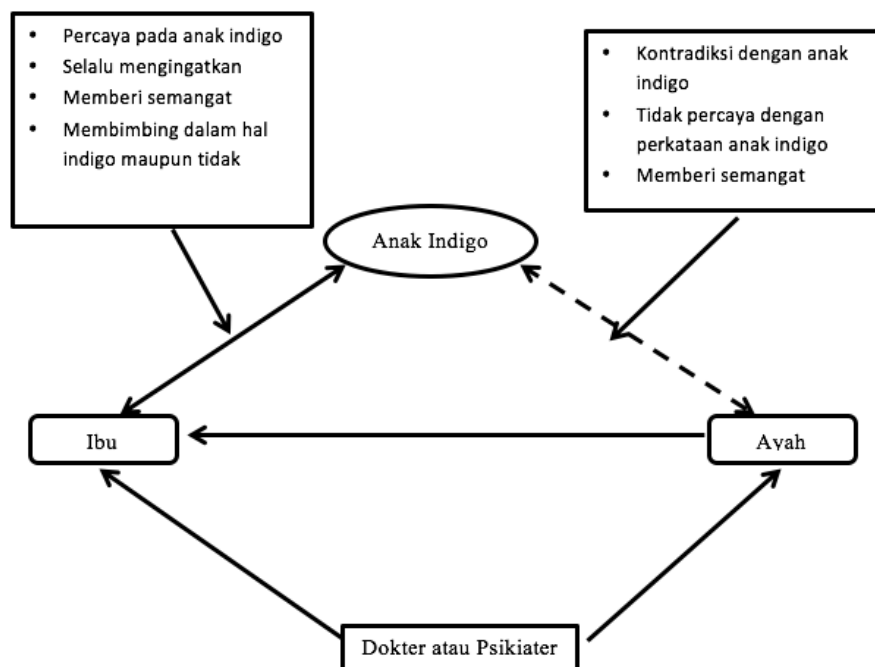 • Percaya pada anak indigo
• Selalu mengingatkan
• Memberi semangat
• Membimbing dalam hal
indigo maupun tidak
• Kontradiksi dengan anak
indigo
• Tidak percaya dengan
perkataan anak indigo
• Memberi semangat
Anak Indigo
Ibu
Ayah
Dokter atau Psikiater